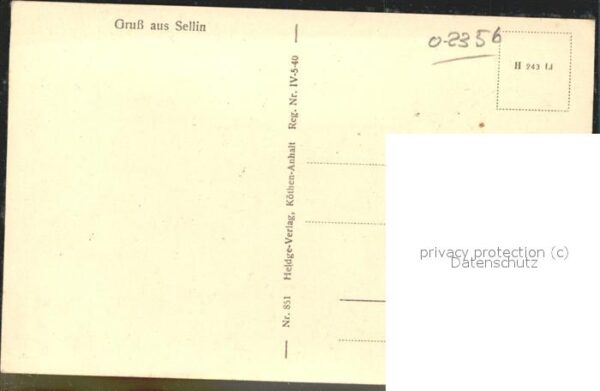 Gruß aus Sellin
0-2356
H 243 Li
Nr. 851 Heldge-Verlag, Köthen-Anhalt Reg. Nr. IV-5-40
privacy protection (c)
Datenschutz